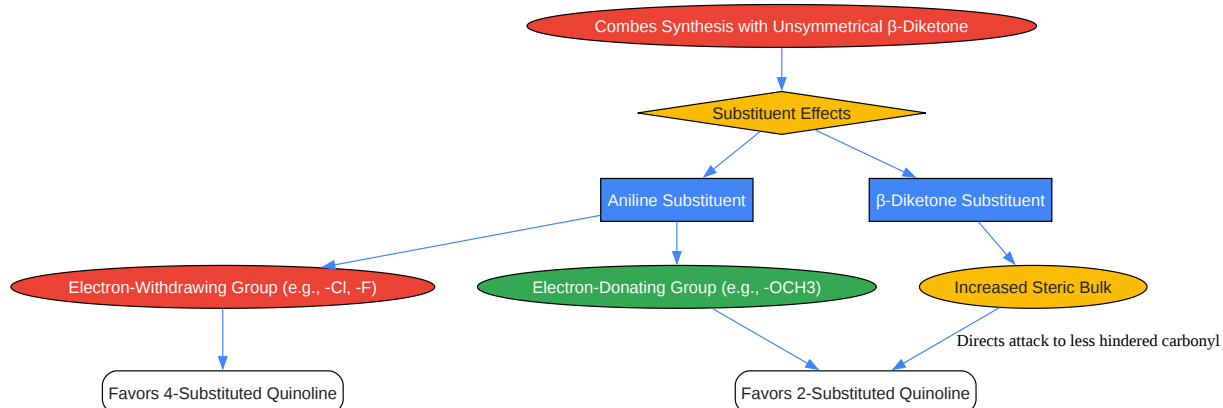 Combes Synthesis with Unsymmetrical β-Diketone
Substituent Effects
Aniline Substituent
β-Diketone Substituent
Electron-Withdrawing Group (e.g., -Cl, -F)
Electron-Donating Group (e.g., -OCH3)
Increased Steric Bulk
Directs attack to less hindered carbonyl
Favors 4-Substituted Quinoline
Favors 2-Substituted Quinoline